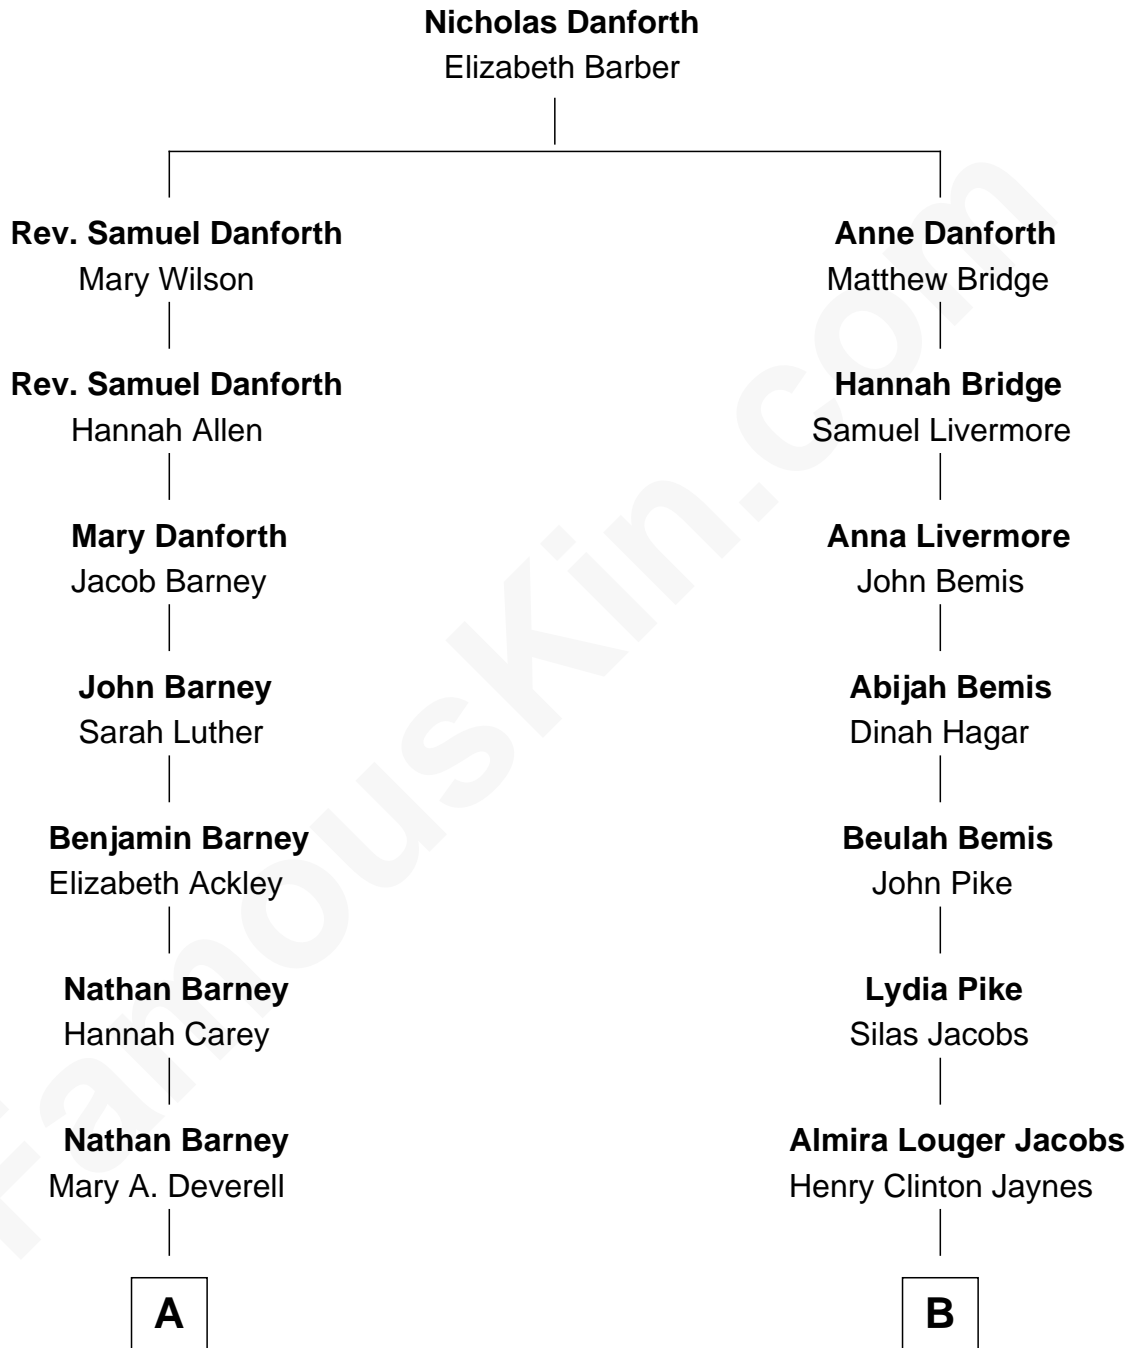 Nicholas Danforth
Elizabeth Barber
Rev. Samuel Danforth
Mary Wilson
Anne Danforth
Matthew Bridge
Rev. Samuel Danforth
Hannah Allen
Hannah Bridge
Samuel Livermore
Mary Danforth
Jacob Barney
Anna Livermore
John Bemis
John Barney
Sarah Luther
Abijah Bemis
Dinah Hagar
Benjamin Barney
Elizabeth Ackley
Beulah Bemis
John Pike
Nathan Barney
Hannah Carey
Lydia Pike
Silas Jacobs
Nathan Barney
Mary A. Deverell
Almira Louger Jacobs
Henry Clinton Jaynes
A
B
FamousKin.com